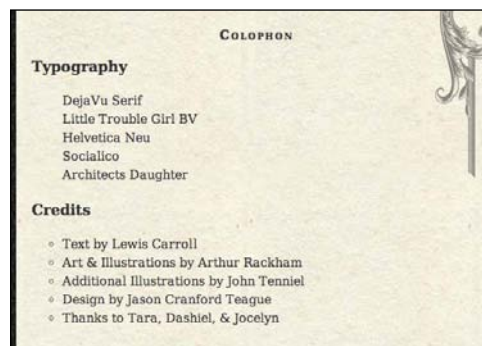 COLOPHON
Typography
DejaVu Serif
Little Trouble Girl BV
Helvetica Neu
Socialico
Architects Daughter
Credits
Text by Lewis Carroll
Art & Illustrations by Arthur Rackham
Additional Illustrations by John Tenniel
Design by Jason Cranford Teague
Thanks to Tara, Dashiel, & Jocelyn